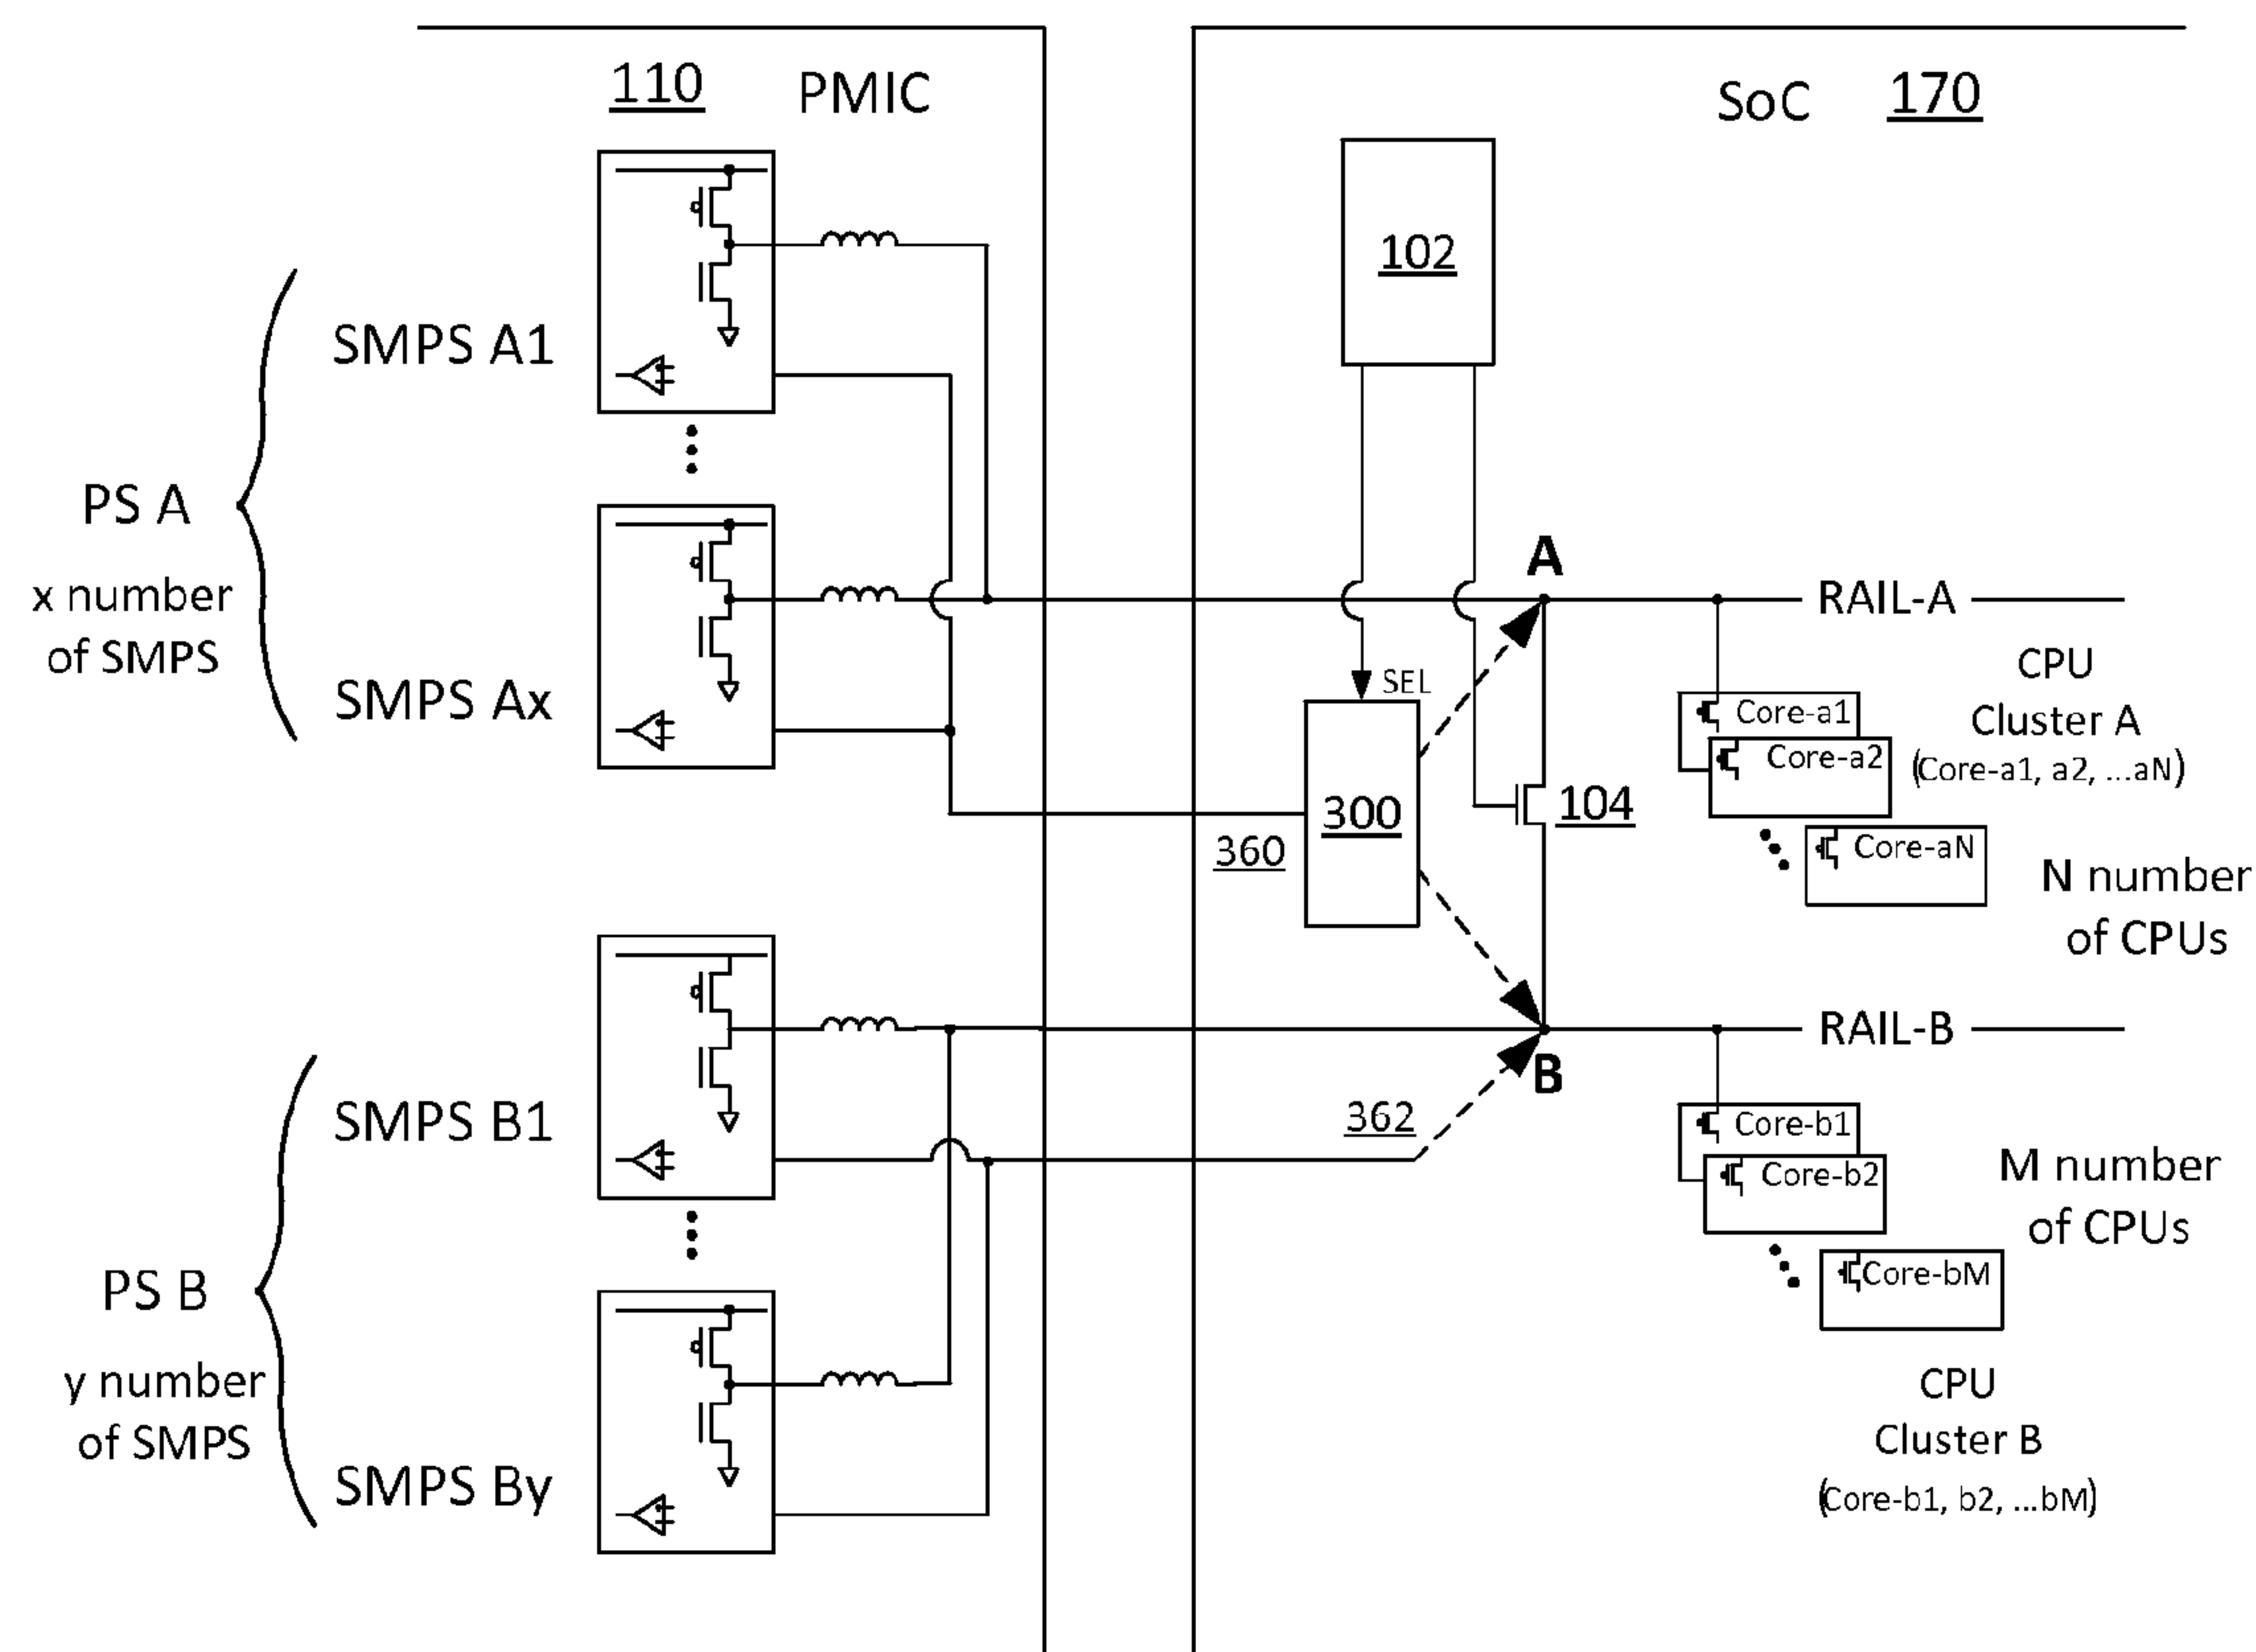 110 PMIC
SoC 170
102
SMPS A1
PS A
x number
of SMPS
SMPS Ax
A
RAIL-A
SEL
CPU
Cluster A
(Core-a1, a2, ...aN)
Core-a1
Core-a2
Core-aN
N number
of CPUs
300
104
360
RAIL-B
B
362
SMPS B1
Core-b1
Core-b2
Core-bM
M number
of CPUs
PS B
y number
of SMPS
SMPS By
CPU
Cluster B
(Core-b1, b2, ...bM)